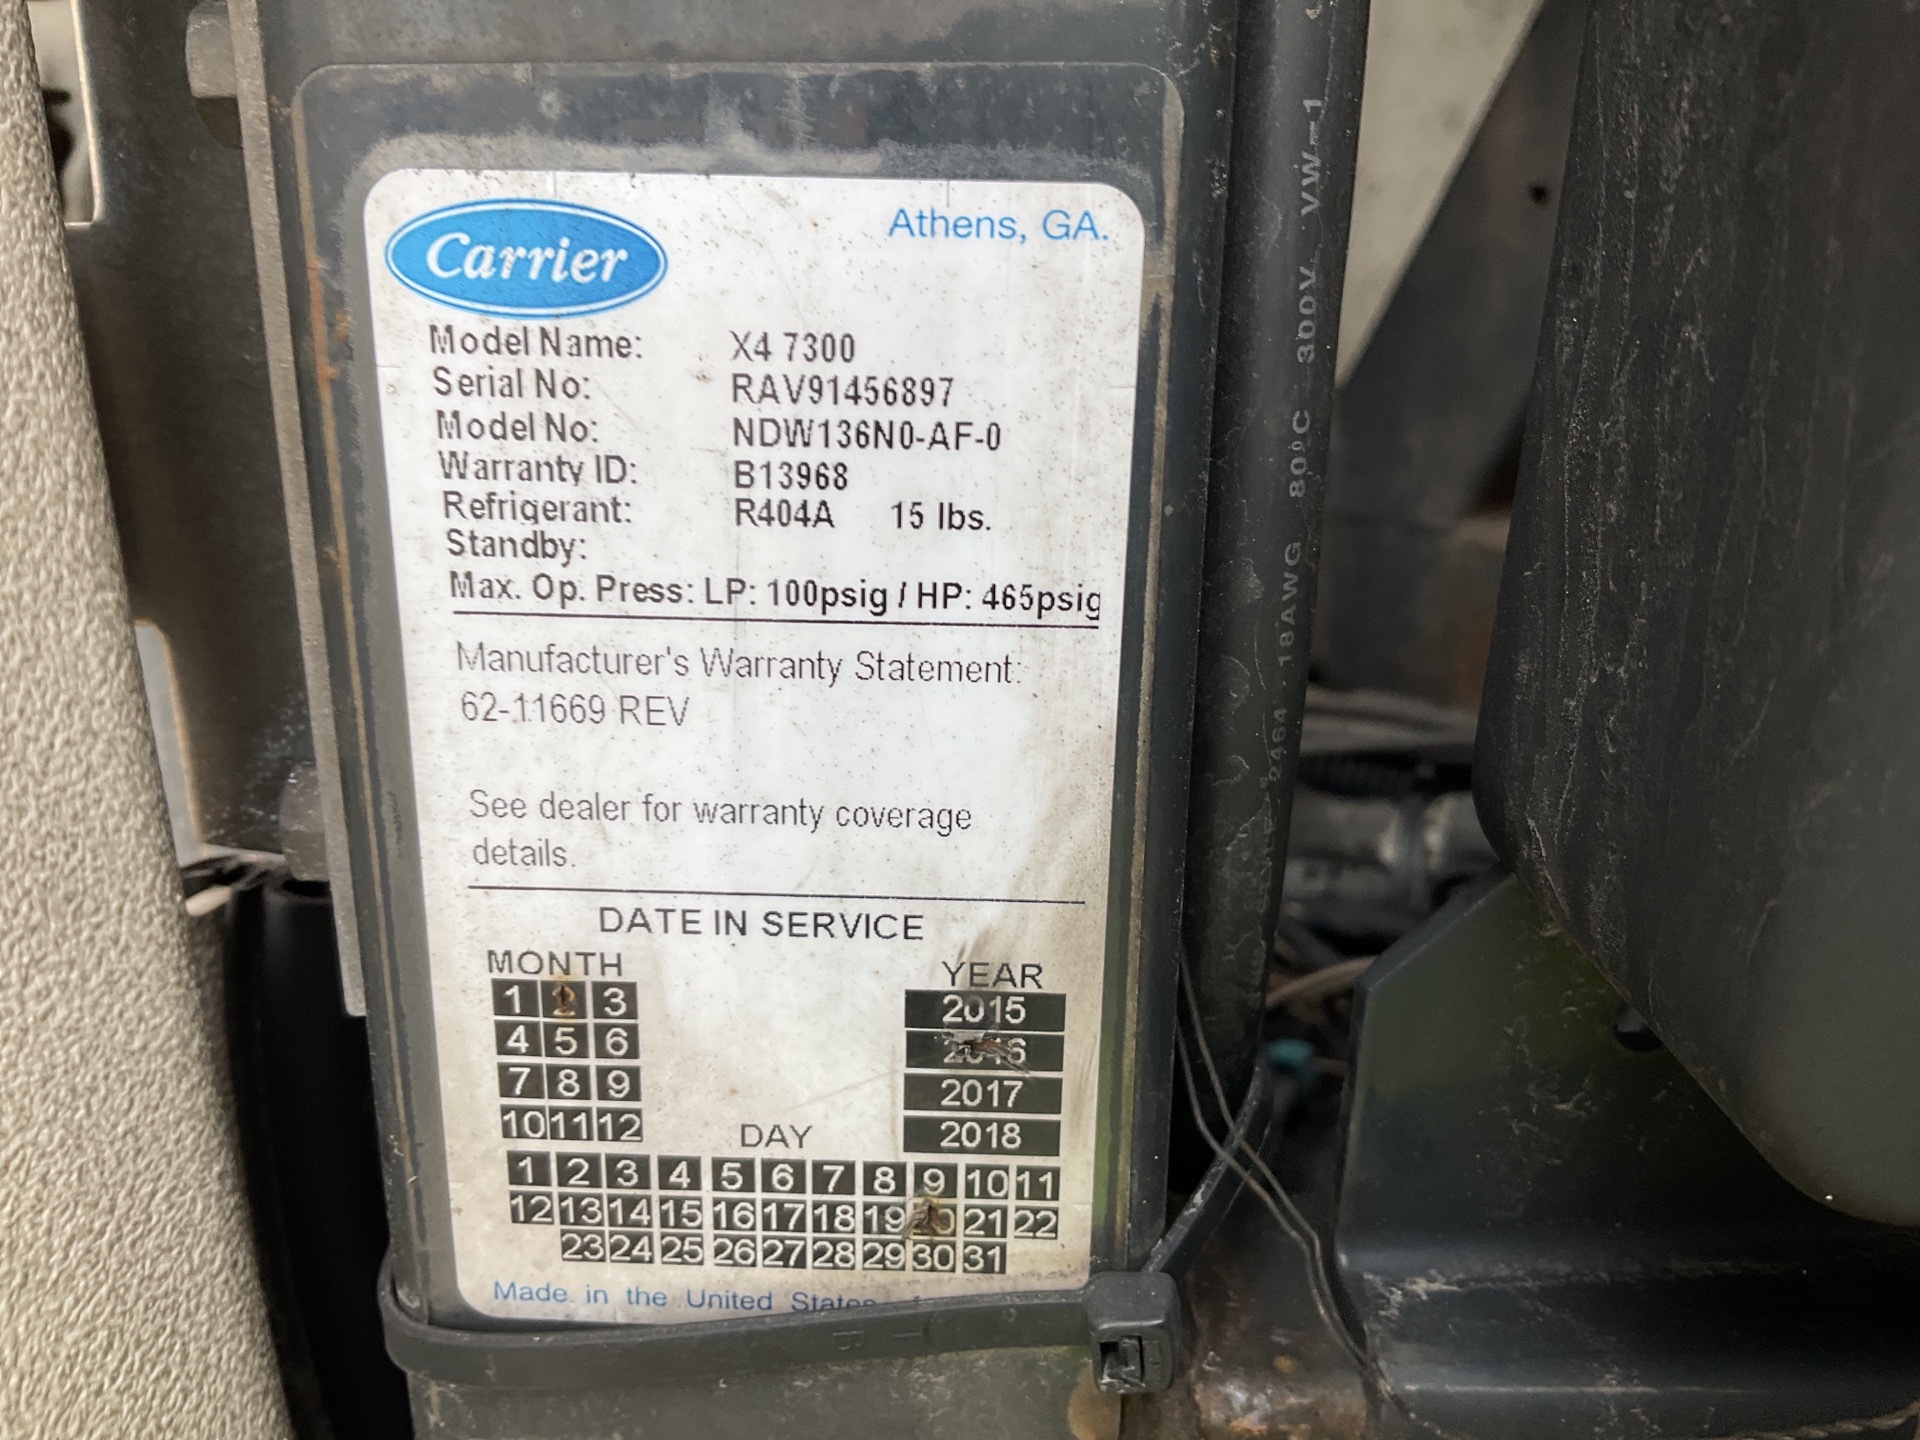 Carrier
Athens, GA.
Model Name: X4 7300
Serial No: RAV91456897
Model No: NDW136N0-AF-0
Warranty ID: B13968
Refrigerant: R404A 15 lbs.
Standby:
Max. Op. Press: LP: 100psig / HP: 465psig
Manufacturer's Warranty Statement:
62-11669 REV
See dealer for warranty coverage
details.
DATE IN SERVICE
MONTH
1 2 3
4 5 6
7 8 9
10 11 12
YEAR
2015
2016
2017
2018
DAY
1 2 3 4 5 6 7 8 9 10 11
12 13 14 15 16 17 18 19 20 21 22
23 24 25 26 27 28 29 30 31
Made in the United States
2464 18AWG 80°C 300V VW-1